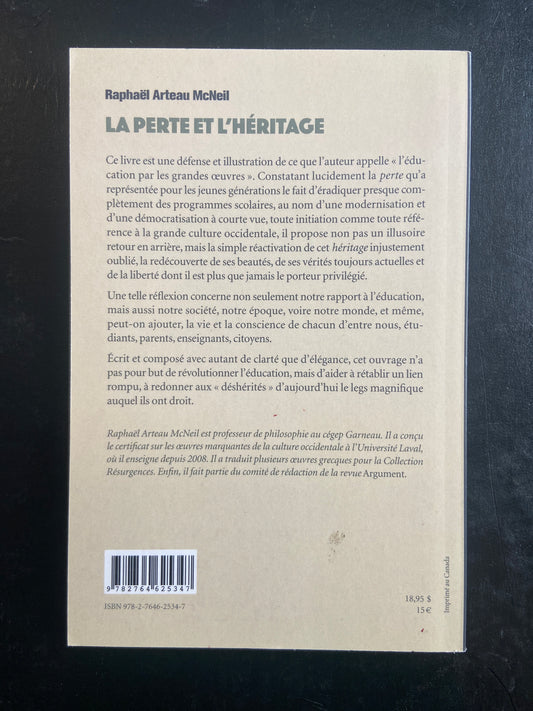 Raphaël Arteau McNeil
LA PERTE ET L'HÉRITAGE
Ce livre est une défense et illustration de ce que l'auteur appelle « l'édu-
cation par les grandes œuvres ». Constatant lucidement la perte qu'a
représentée pour les jeunes générations le fait d'éradiquer presque com-
plètement des programmes scolaires, au nom d'une modernisation et
d'une démocratisation à courte vue, toute initiation comme toute réfé-
rence à la grande culture occidentale, il propose non pas un illusoire
retour en arrière, mais la simple réactivation de cet héritage injustement
oublié, la redécouverte de ses beautés, de ses vérités toujours actuelles et
de la liberté dont il est plus que jamais le porteur privilégié.
Une telle réflexion concerne non seulement notre rapport à l'éducation,
mais aussi notre société, notre époque, voire notre monde, et même,
peut-on ajouter, la vie et la conscience de chacun d'entre nous, étu-
diants, parents, enseignants, citoyens.
Écrit et composé avec autant de clarté que d'élégance, cet ouvrage n'a
pas pour but de révolutionner l'éducation, mais d'aider à rétablir un lien
rompu, à redonner aux « déshérités » d'aujourd'hui le legs magnifique
auquel ils ont droit.
Raphaël Arteau McNeil est professeur de philosophie au cégep Garneau. Il a conçu
le certificat sur les œuvres marquantes de la culture occidentale à l'Université Laval,
où il enseigne depuis 2008. Il a traduit plusieurs œuvres grecques pour la Collection
Résurgences. Enfin, il fait partie du comité de rédaction de la revue Argument.
9 782764 625347
ISBN 978-2-7646-2534-7
18,95 $
15 €
Imprimé au Canada